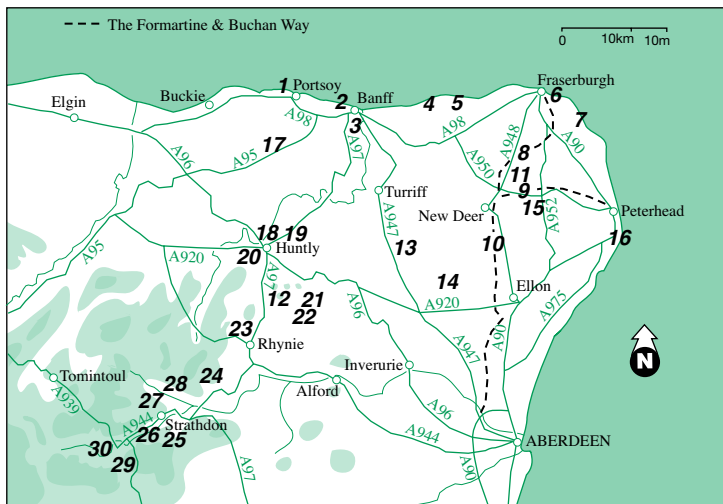 The Formartine & Buchan Way
0 10km 10m
1 Portsoy
Fraserburgh
6
Elgin
Buckie
2 Banff
4 5
7
3
A98
A98
A948
A90
17
A97
A96
A95
A950
8
11
9
Turriff
A952
15
New Deer
Peterhead
A95
A947
18 19
Huntly
20
13
10
16
A920
A97
14
A975
12 21
22
A96
A920
Ellon
23
A90
Rhynie
A947
Inverurie
N
Tomintoul
28 24
Alford
A939
27
A96
A944
Strathdon
26 25
A944
ABERDEEN
30
29
A97
A90